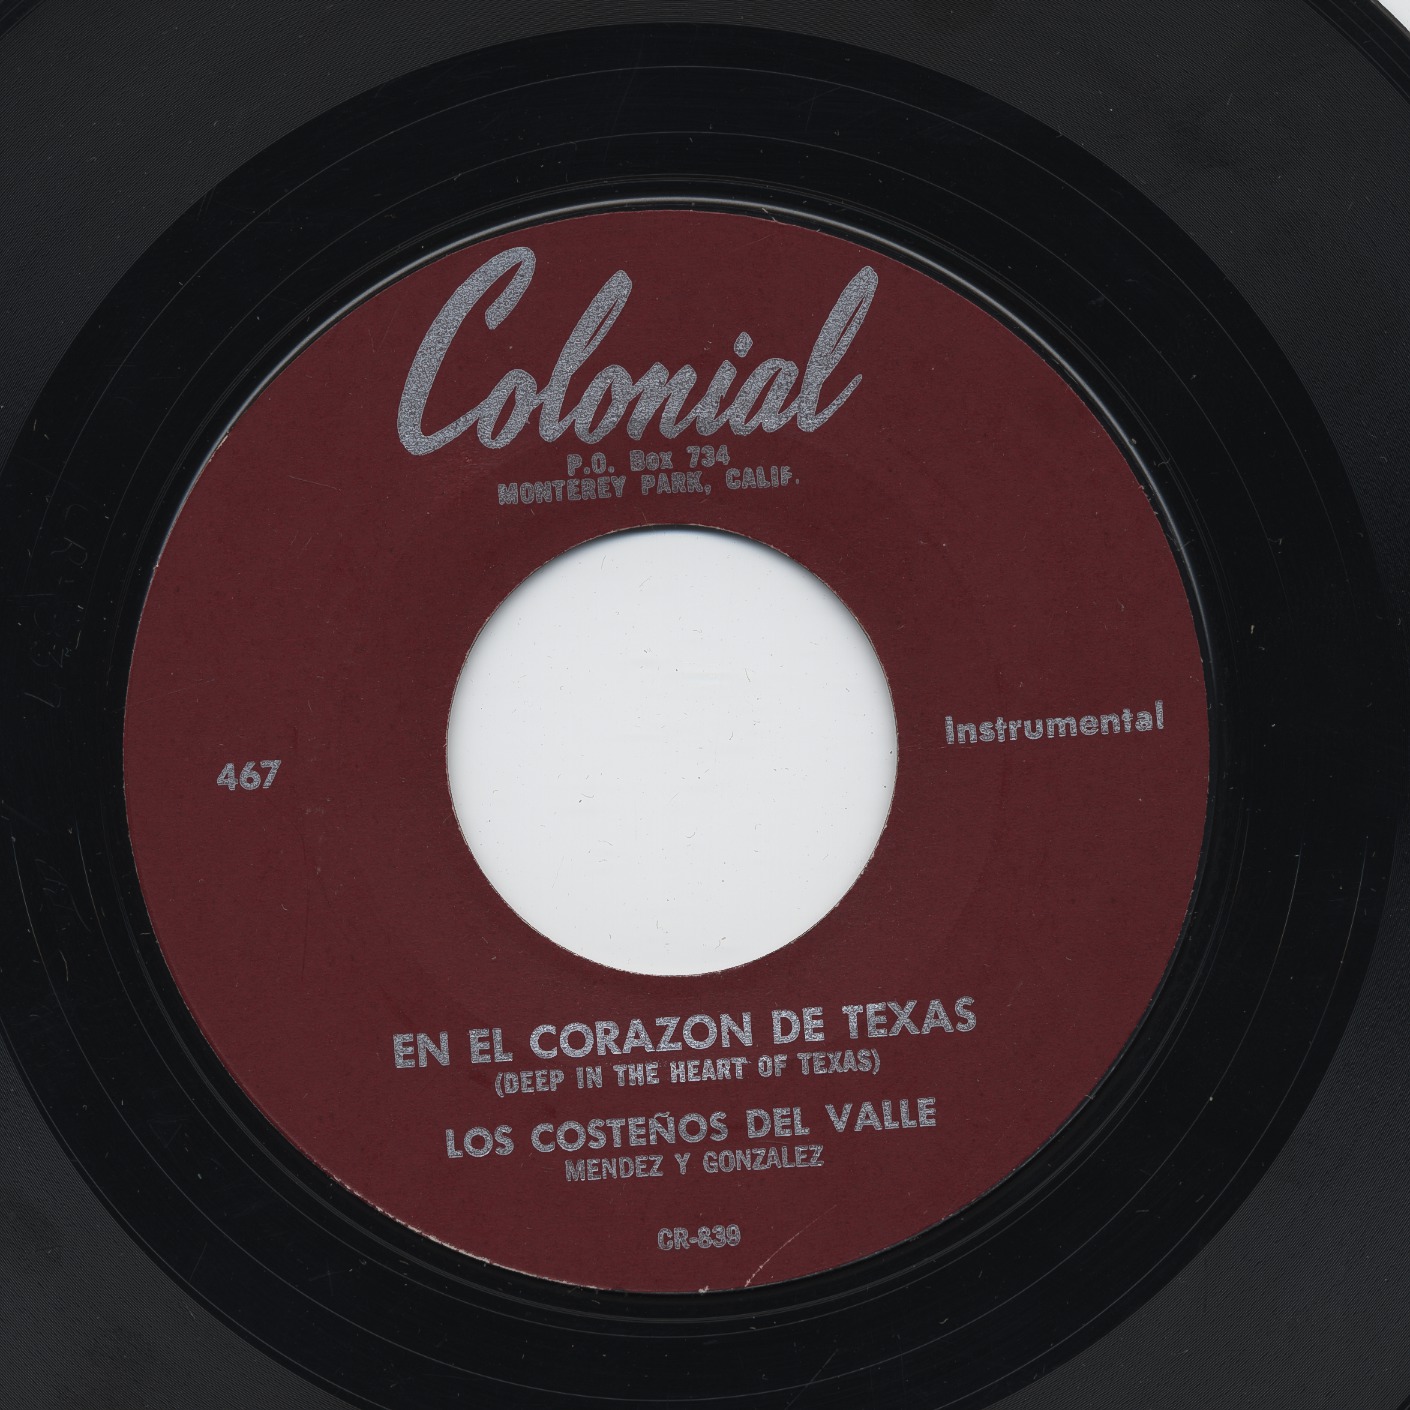 Colonial
P.O. Box 734
MONTEREY PARK, CALIF.
Instrumental
467
EN EL CORAZON DE TEXAS
(DEEP IN THE HEART OF TEXAS)
LOS COSTEÑOS DEL VALLE
MENDEZ Y GONZALEZ
CR-839